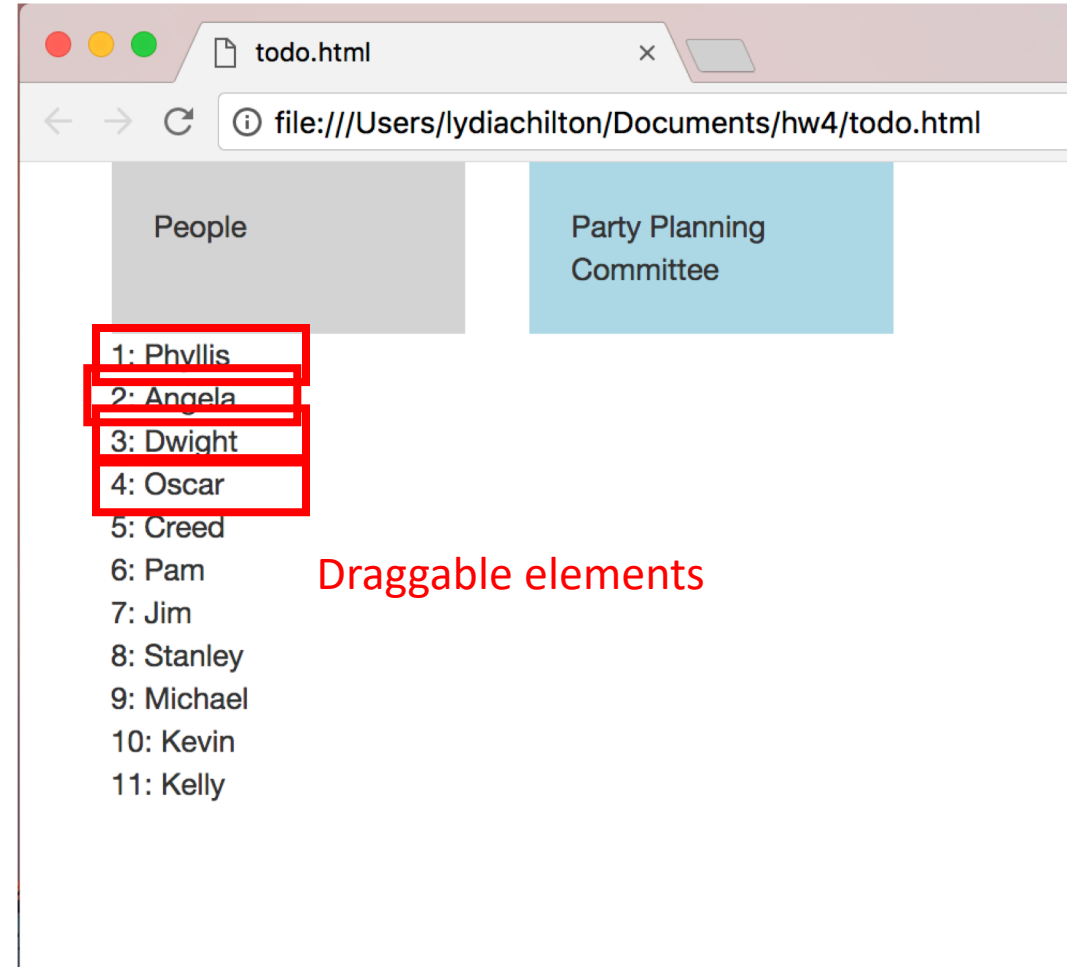 todo.html
file:///Users/lydiachilton/Documents/hw4/todo.html
People
Party Planning
Committee
1: Phyllis
2: Angela
3: Dwight
4: Oscar
5: Creed
6: Pam
Draggable elements
7: Jim
8: Stanley
9: Michael
10: Kevin
11: Kelly